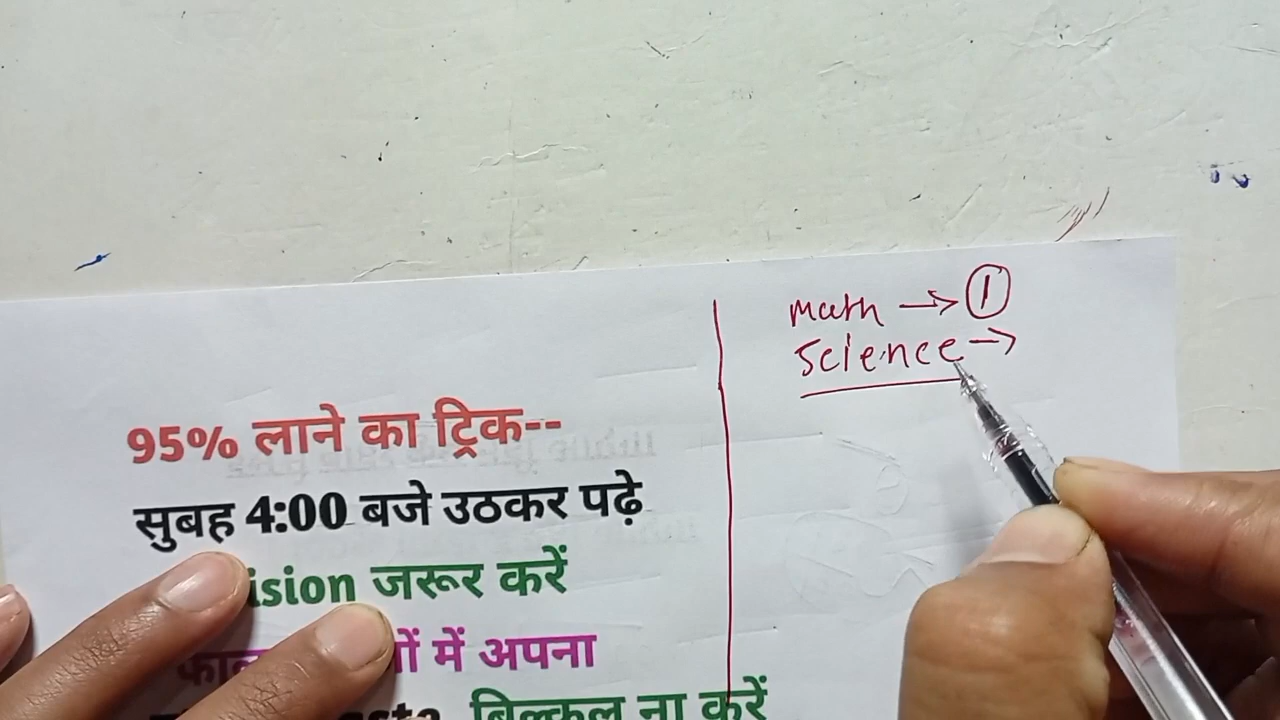 95% लाने का ट्रिक--
सुबह 4:00 बजे उठकर पढ़े
ision जरूर करें
में अपना
बिल्कुल ना करें
math → ①
Science →